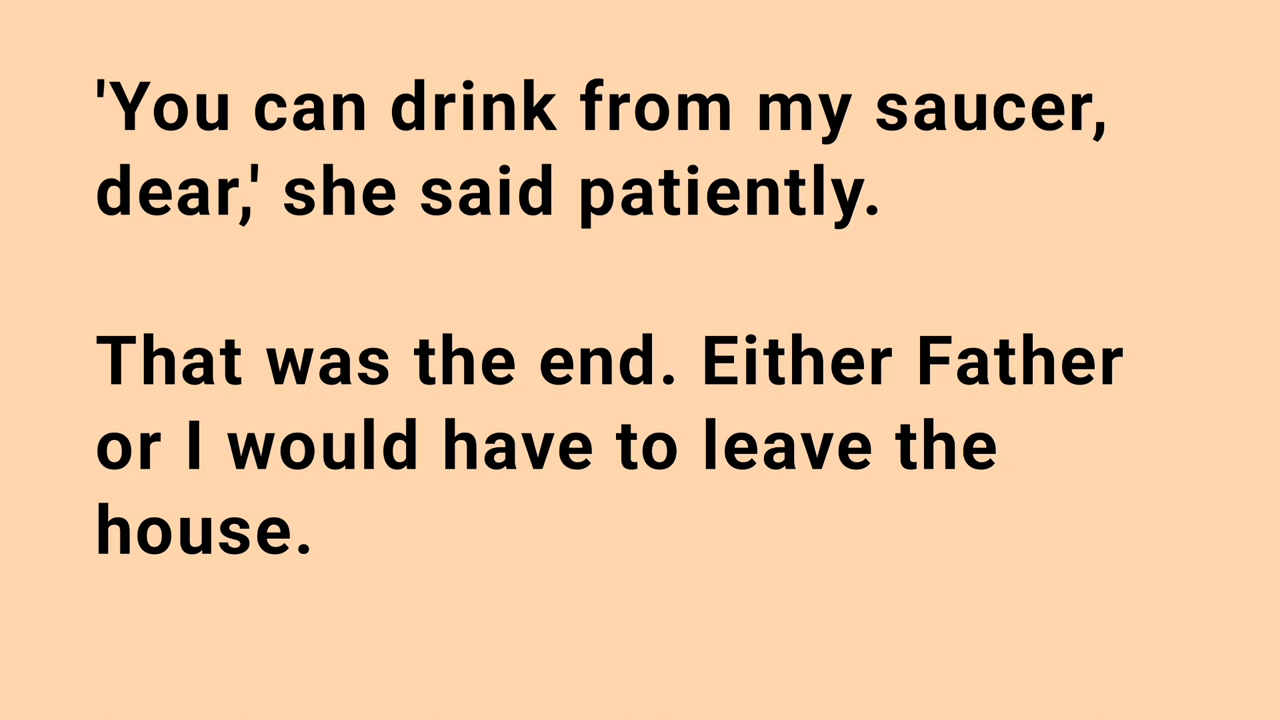 'You can drink from my saucer,
dear,' she said patiently.
That was the end. Either Father
or I would have to leave the
house.